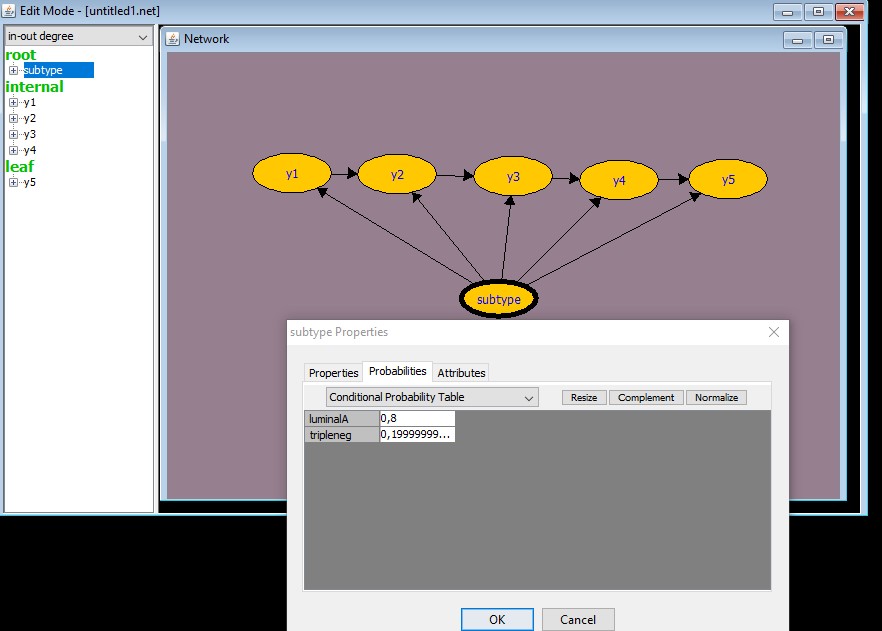 Edit Mode - [untitled1.net]
in-out degree
root
subtype
internal
y1
y2
y3
y4
leaf
y5
Network
y1
y2
y3
y4
y5
subtype
subtype Properties
Properties
Probabilities
Attributes
Conditional Probability Table
Resize
Complement
Normalize
luminalA 0,8
tripleneg 0,19999999...
OK
Cancel